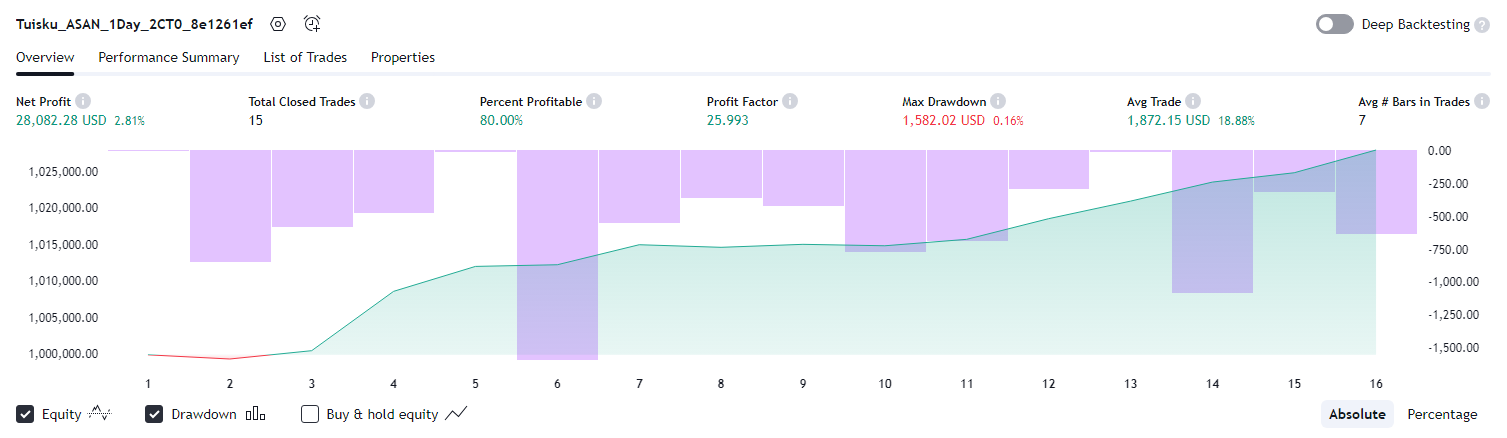 Tuisku_ASAN_1Day_2CT0_8e1261ef
Deep Backtesting ?
Overview Performance Summary List of Trades Properties
Net Profit Total Closed Trades Percent Profitable Profit Factor Max Drawdown Avg Trade Avg # Bars in Trades
28,082.28 USD 2.81% 15 80.00% 25.993 1,582.02 USD 0.16% 1,872.15 USD 18.88% 7
1,025,000.00
1,020,000.00
1,015,000.00
1,010,000.00
1,005,000.00
1,000,000.00
0.00
-250.00
-500.00
-750.00
-1,000.00
-1,250.00
-1,500.00
1 2 3 4 5 6 7 8 9 10 11 12 13 14 15 16
Equity Drawdown Buy & hold equity Absolute Percentage